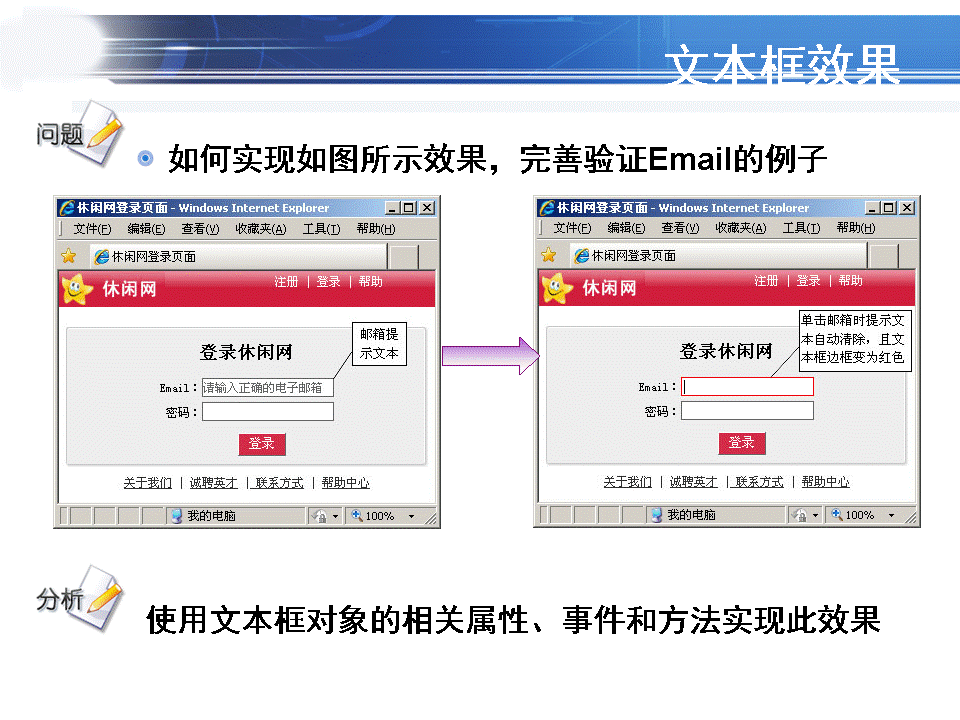 文本框效果
问题
如何实现如图所示效果，完善验证Email的例子
休闲网登录页面 - Windows Internet Explorer
文件(F) 编辑(E) 查看(V) 收藏夹(A) 工具(T) 帮助(H)
休闲网登录页面
休闲网
注册 | 登录 | 帮助
邮箱提
示文本
登录休闲网
Email：请输入正确的电子邮箱
密码：
登录
关于我们 | 诚聘英才 | 联系方式 | 帮助中心
我的电脑 100%
休闲网登录页面 - Windows Internet Explorer
文件(F) 编辑(E) 查看(V) 收藏夹(A) 工具(T) 帮助(H)
休闲网登录页面
休闲网
注册 | 登录 | 帮助
单击邮箱时提示文
本自动清除，且文
本框边框变为红色
登录休闲网
Email：
密码：
登录
关于我们 | 诚聘英才 | 联系方式 | 帮助中心
我的电脑 100%
分析
使用文本框对象的相关属性、事件和方法实现此效果